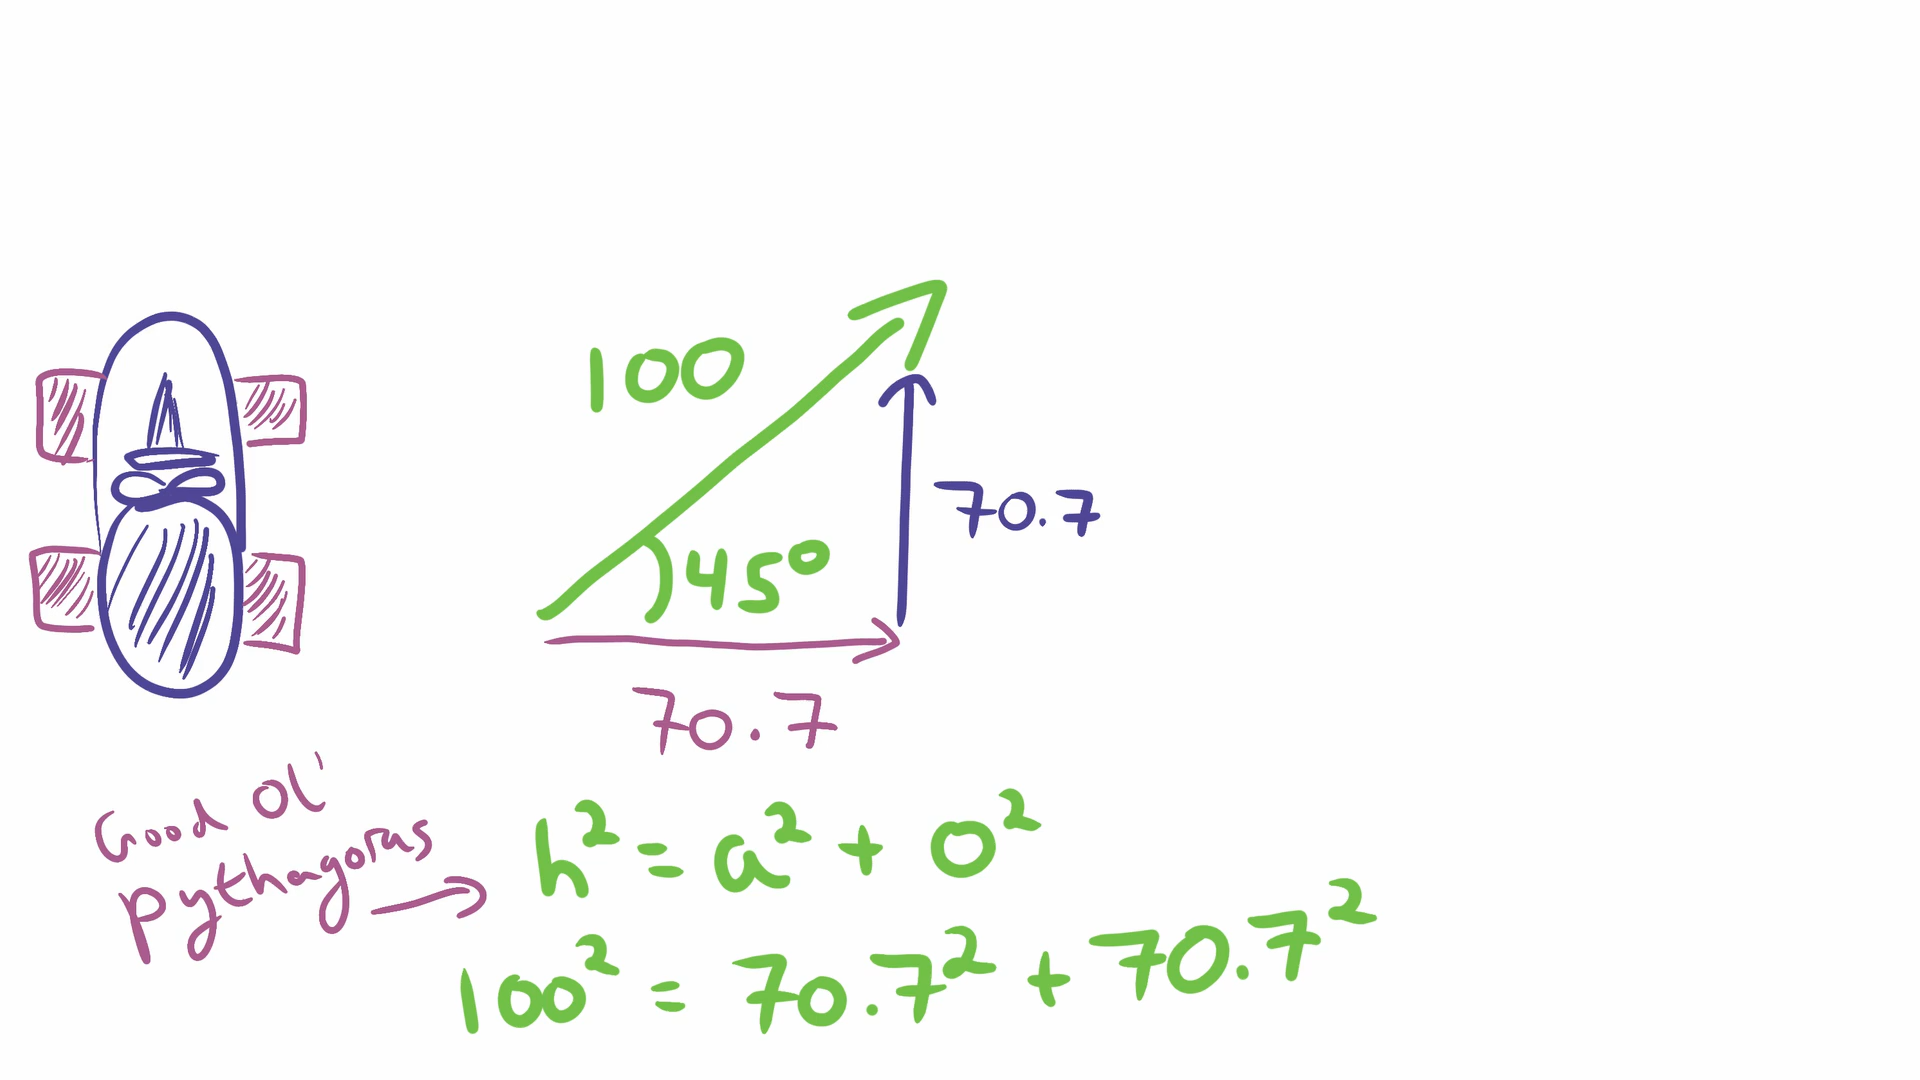 100
45°
70.7
70.7
Good Ol'
pythagoras
h² = a² + o²
100² = 70.7² + 70.7²